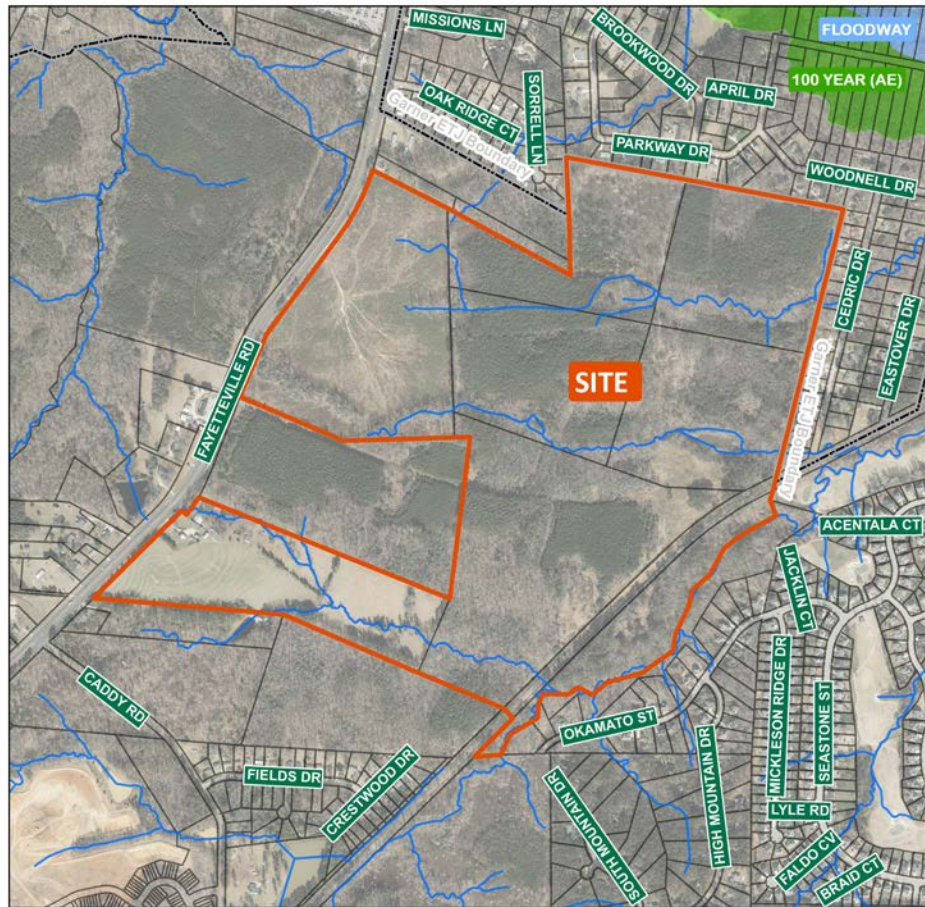 MISSIONS LN
BROOKWOOD DR
FLOODWAY
100 YEAR (AE)
SORRELL LN
OAK RIDGE CT
APRIL DR
Garner ETJ Boundary
PARKWAY DR
WOODNELL DR
CEDRIC DR
EASTOVER DR
SITE
FAYETTEVILLE RD
Garner ETJ Boundary
ACENTALA CT
JACKLIN CT
MICKLESON RIDGE DR
SEASTONE ST
CADDY RD
OKAMATO ST
HIGH MOUNTAIN DR
FIELDS DR
CRESTWOOD DR
SOUTH MOUNTAIN DR
LYLE RD
FALDO CV
BRAID CT